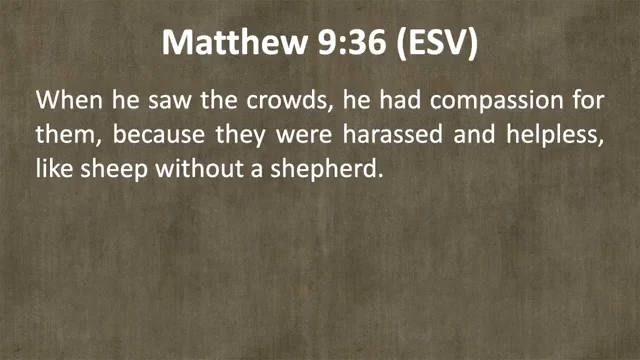 Matthew 9:36 (ESV)
When he saw the crowds, he had compassion for
them, because they were harassed and helpless,
like sheep without a shepherd.